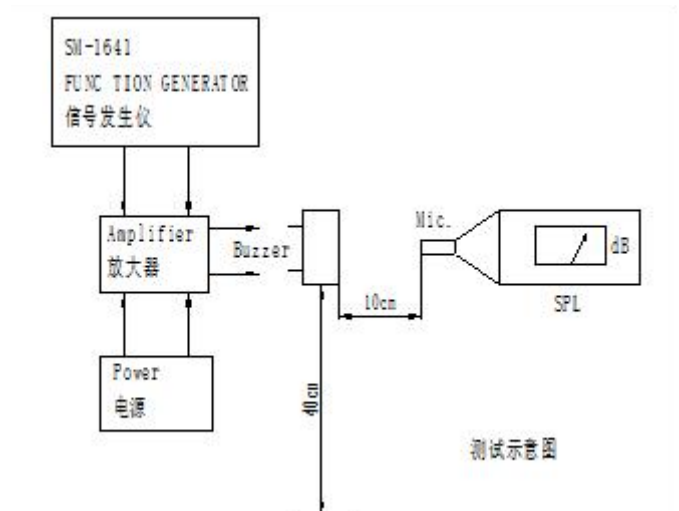 SM-1641
FUNC TION GENERATOR
信号发生仪
Amplifier
放大器
Buzzer
Mic.
dB
10cm
SPL
Power
电源
40cm
测试示意图